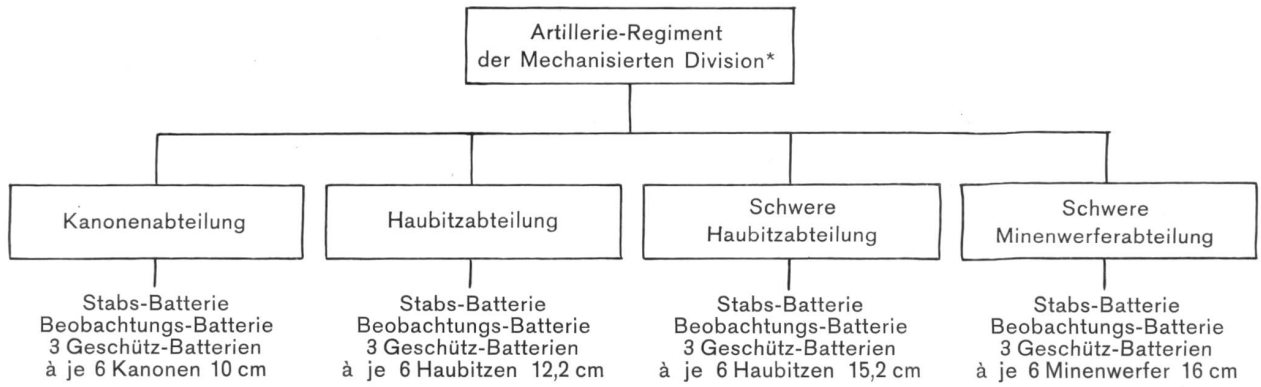 Artillerie-Regiment
der Mechanisierten Division*
Kanonenabteilung
Haubitzabteilung
Schwere
Haubitzabteilung
Schwere
Minenwerferabteilung
Stabs-Batterie
Beobachtungs-Batterie
3 Geschütz-Batterien
à je 6 Kanonen 10 cm
Stabs-Batterie
Beobachtungs-Batterie
3 Geschütz-Batterien
à je 6 Haubitzen 12,2 cm
Stabs-Batterie
Beobachtungs-Batterie
3 Geschütz-Batterien
à je 6 Haubitzen 15,2 cm
Stabs-Batterie
Beobachtungs-Batterie
3 Geschütz-Batterien
à je 6 Minenwerfer 16 cm